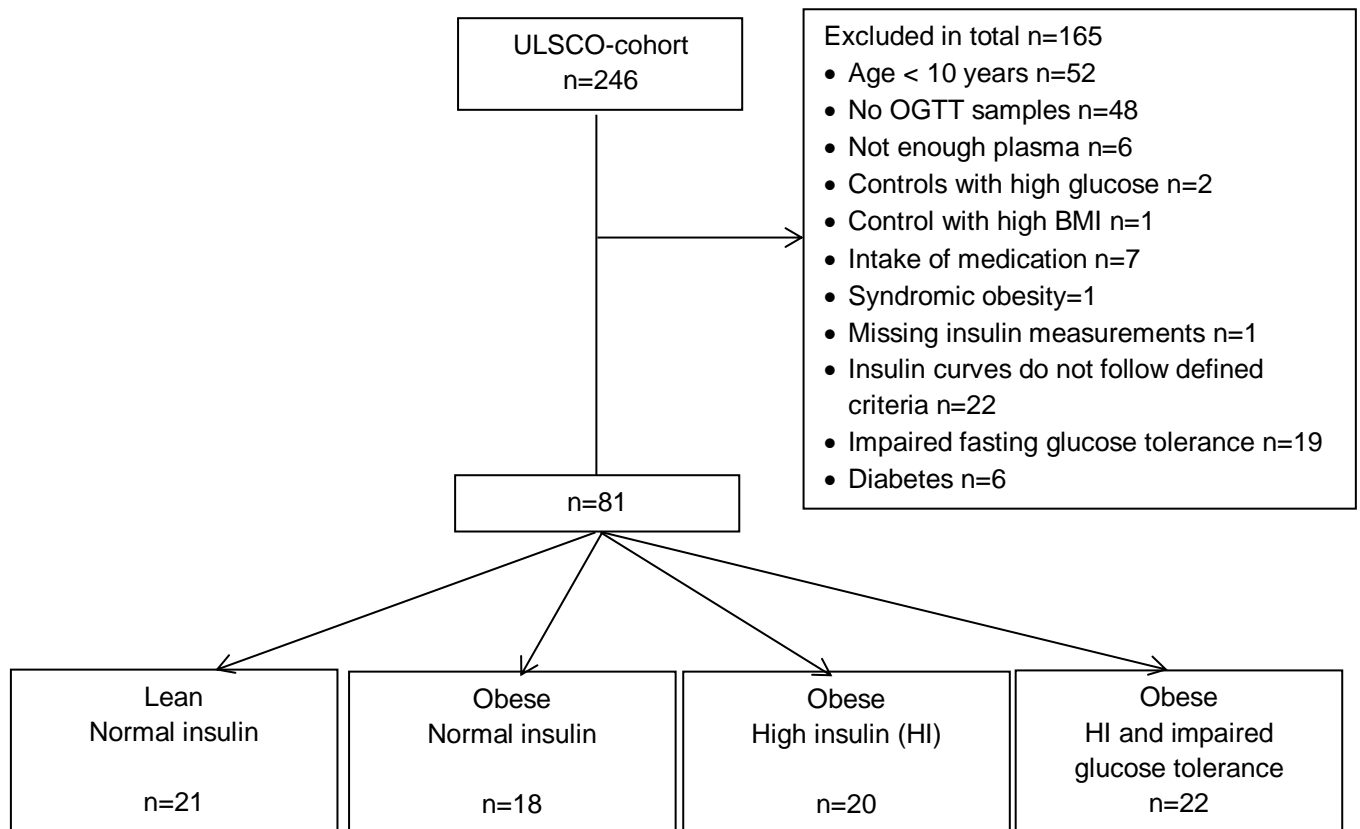 ULSCO-cohort
n=246
Excluded in total n=165
• Age < 10 years n=52
• No OGTT samples n=48
• Not enough plasma n=6
• Controls with high glucose n=2
• Control with high BMI n=1
• Intake of medication n=7
• Syndromic obesity=1
• Missing insulin measurements n=1
• Insulin curves do not follow defined
criteria n=22
• Impaired fasting glucose tolerance n=19
• Diabetes n=6
n=81
Lean
Normal insulin
n=21
Obese
Normal insulin
n=18
Obese
High insulin (HI)
n=20
Obese
HI and impaired
glucose tolerance
n=22